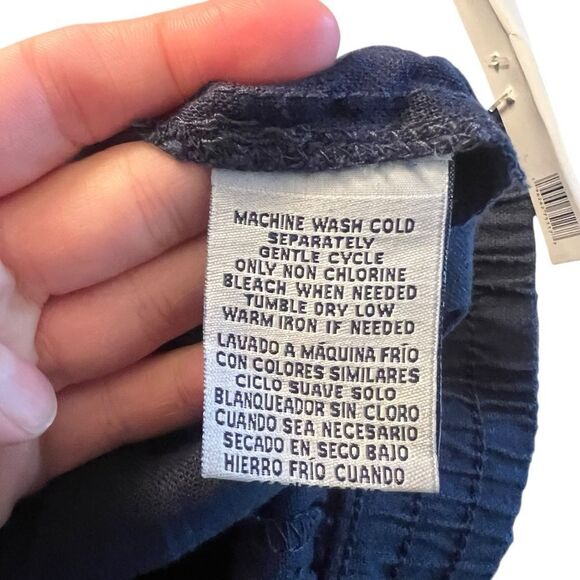 MACHINE WASH COLD
SEPARATELY
GENTLE CYCLE
ONLY NON CHLORINE
BLEACH WHEN NEEDED
TUMBLE DRY LOW
WARM IRON IF NEEDED
LAVADO A MÁQUINA FRÍO
CON COLORES SIMILARES
CICLO SUAVE SOLO
BLANQUEADOR SIN CLORO
CUANDO SEA NECESARIO
SECADO EN SECO BAJO
HIERRO FRÍO CUANDO